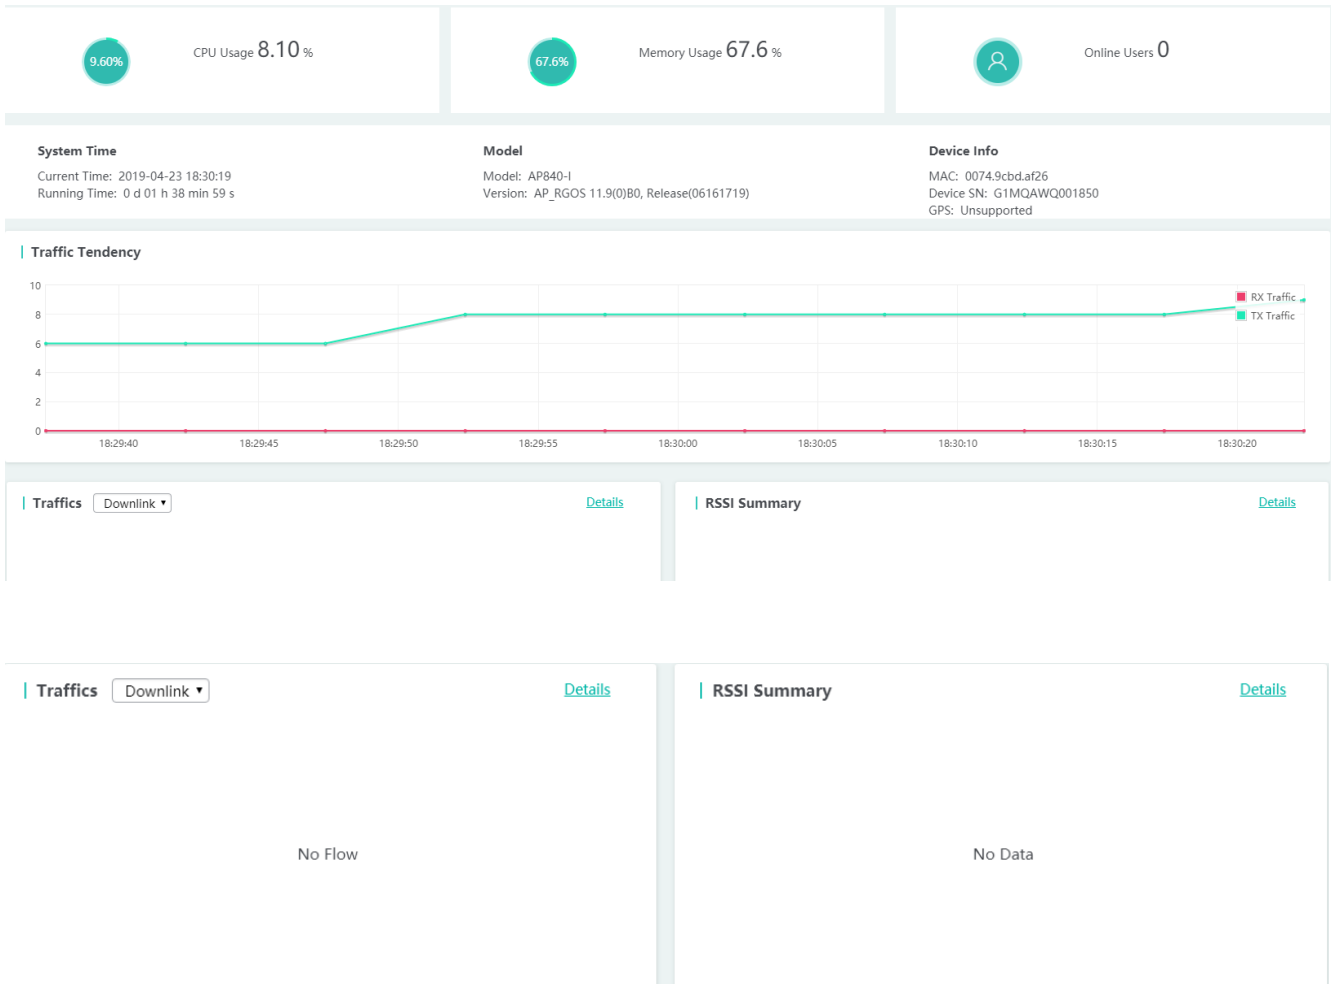 9.60%
CPU Usage 8.10 %
67.6%
Memory Usage 67.6 %
Online Users 0
System Time
Current Time: 2019-04-23 18:30:19
Running Time: 0 d 01 h 38 min 59 s
Model
Model: AP840-I
Version: AP_RGOS 11.9(0)B0, Release(06161719)
Device Info
MAC: 0074.9cbd.af26
Device SN: G1MQAWQ001850
GPS: Unsupported
Traffic Tendency
10
8
6
4
2
0
RX Traffic
TX Traffic
18:29:40 18:29:45 18:29:50 18:29:55 18:30:00 18:30:05 18:30:10 18:30:15 18:30:20
Traffics Downlink Details
RSSI Summary Details
Traffics Downlink Details
No Flow
RSSI Summary Details
No Data